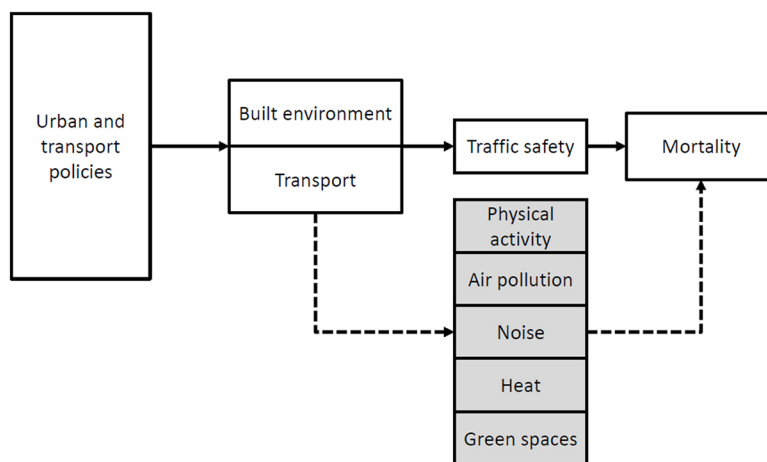 Urban and
transport
policies
Built environment
Transport
Traffic safety
Mortality
Physical
activity
Air pollution
Noise
Heat
Green spaces